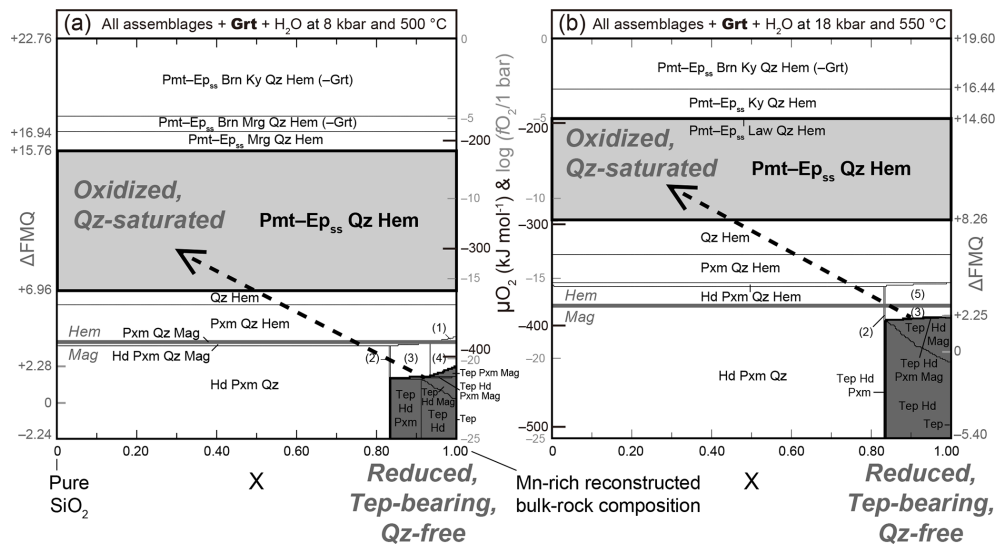 (a) All assemblages + Grt + H₂O at 8 kbar and 500 °C
+22.76
+16.94
+15.76
+6.96
+2.28
0
−2.24
ΔFMQ
Pmt–Epss Brn Ky Qz Hem (–Grt)
Pmt–Epss Brn Mrg Qz Hem (–Grt)
Pmt–Epss Mrg Qz Hem
Oxidized,
Qz-saturated
Pmt–Epss Qz Hem
Qz Hem
Pxm Qz Hem
Hem
Mag
Pxm Qz Mag
Hd Pxm Qz Mag
Hd Pxm Qz
(1)
(2)
(3)
(4)
Tep Pxm Mag
Tep Hd
Pxm Mag
Tep
Tep
Hd
Pxm
Tep
Hd Mag
Tep
Hd
0
−5
−10
−15
−20
−25
−200
−300
−400
0 0.20 0.40 0.60 0.80 1.00
X
Pure
SiO₂
Reduced,
Tep-bearing,
Qz-free
μO₂ (kJ mol⁻¹) & log (fO₂/1 bar)
Mn-rich reconstructed
bulk-rock composition
(b) All assemblages + Grt + H₂O at 18 kbar and 550 °C
0
−5
−10
−15
−20
−25
−200
−300
−400
−500
Pmt–Epss Brn Ky Qz Hem (–Grt)
Pmt–Epss Ky Qz Hem
Pmt–Epss Law Qz Hem
Oxidized,
Qz-saturated
Pmt–Epss Qz Hem
Qz Hem
Pxm Qz Hem
Hd Pxm Qz Hem
Hem
Mag
Hd Pxm Qz
(5)
(3)
(2)
Tep Hd
Mag
Tep Hd
Pxm Mag
Tep Hd
Pxm
Tep Hd
Tep
+19.60
+16.44
+14.60
+8.26
+2.25
0
−5.40
ΔFMQ
0 0.20 0.40 0.60 0.80 1.00
X
Reduced,
Tep-bearing,
Qz-free